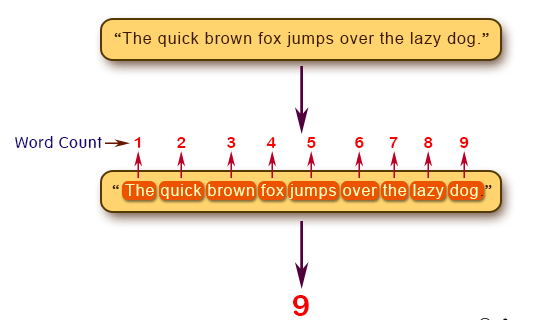 “The quick brown fox jumps over the lazy dog.”
Word Count 1 2 3 4 5 6 7 8 9
“ The quick brown fox jumps over the lazy dog.”
9